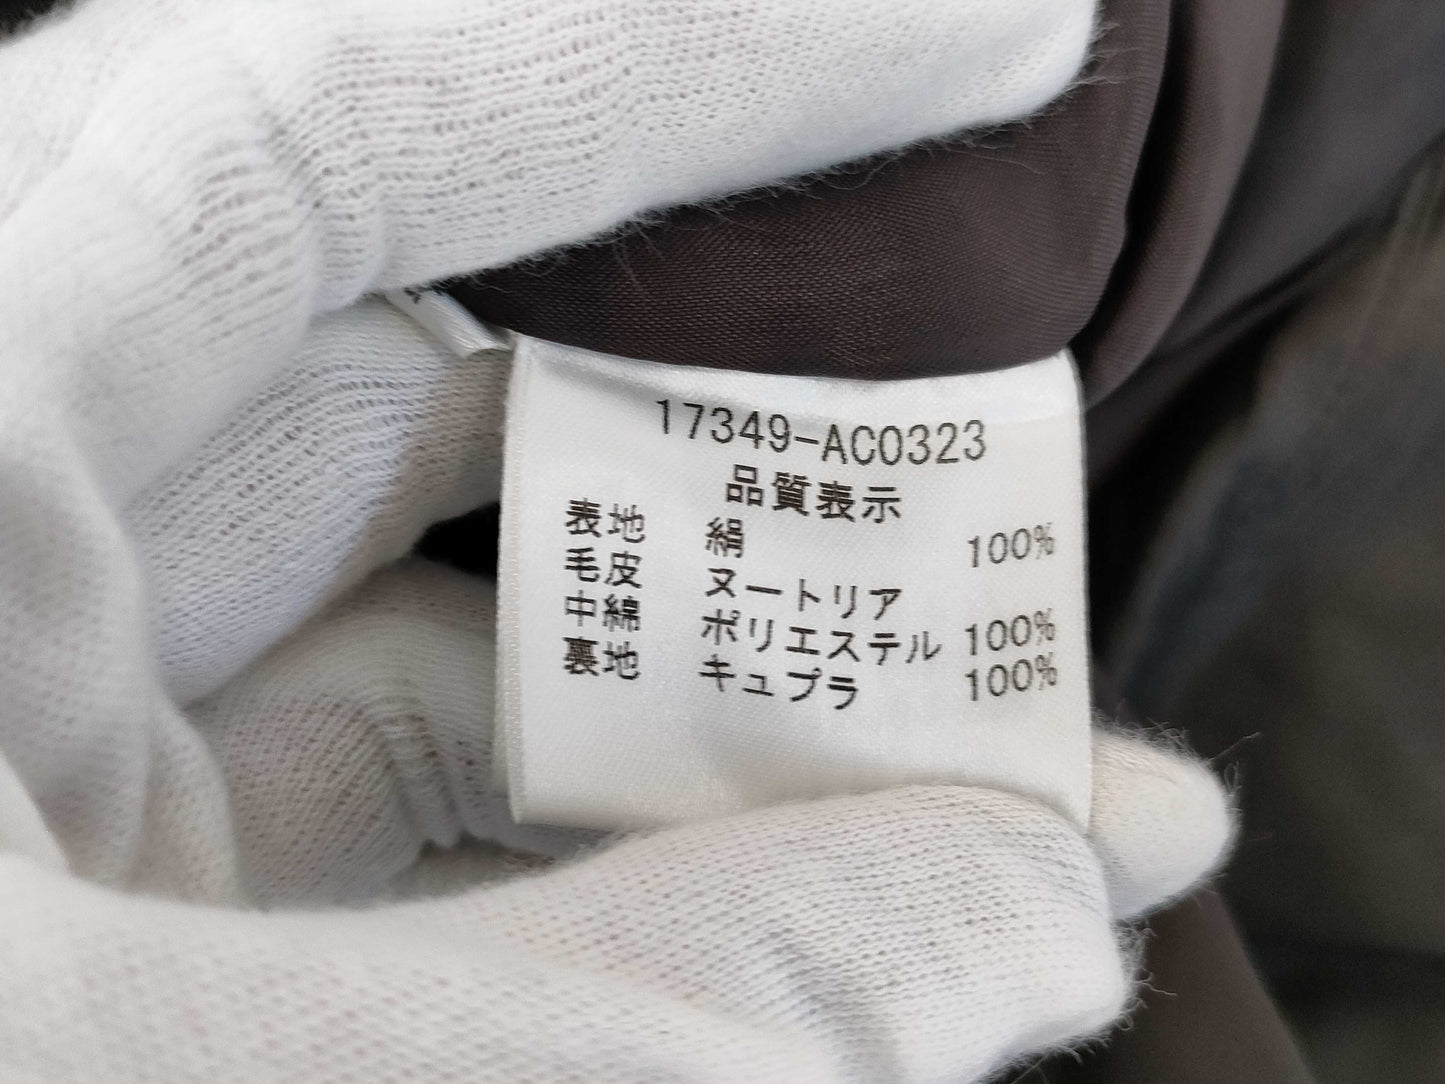 17349-AC0323
品質表示
表地 絹 100%
毛皮 ヌートリア
中綿 ポリエステル 100%
裏地 キュプラ 100%